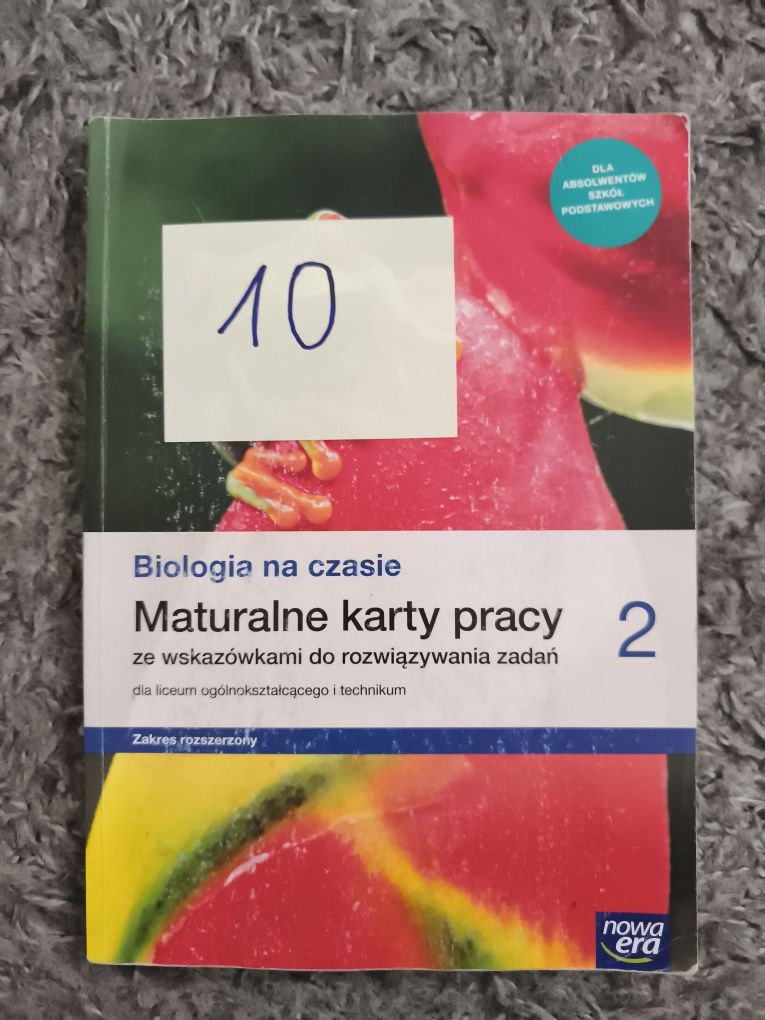 DLA
ABSOLWENTÓW
SZKÓŁ
PODSTAWOWYCH
10
Biologia na czasie
Maturalne karty pracy 2
ze wskazówkami do rozwiązywania zadań
dla liceum ogólnokształcącego i technikum
Zakres rozszerzony
nowa
era